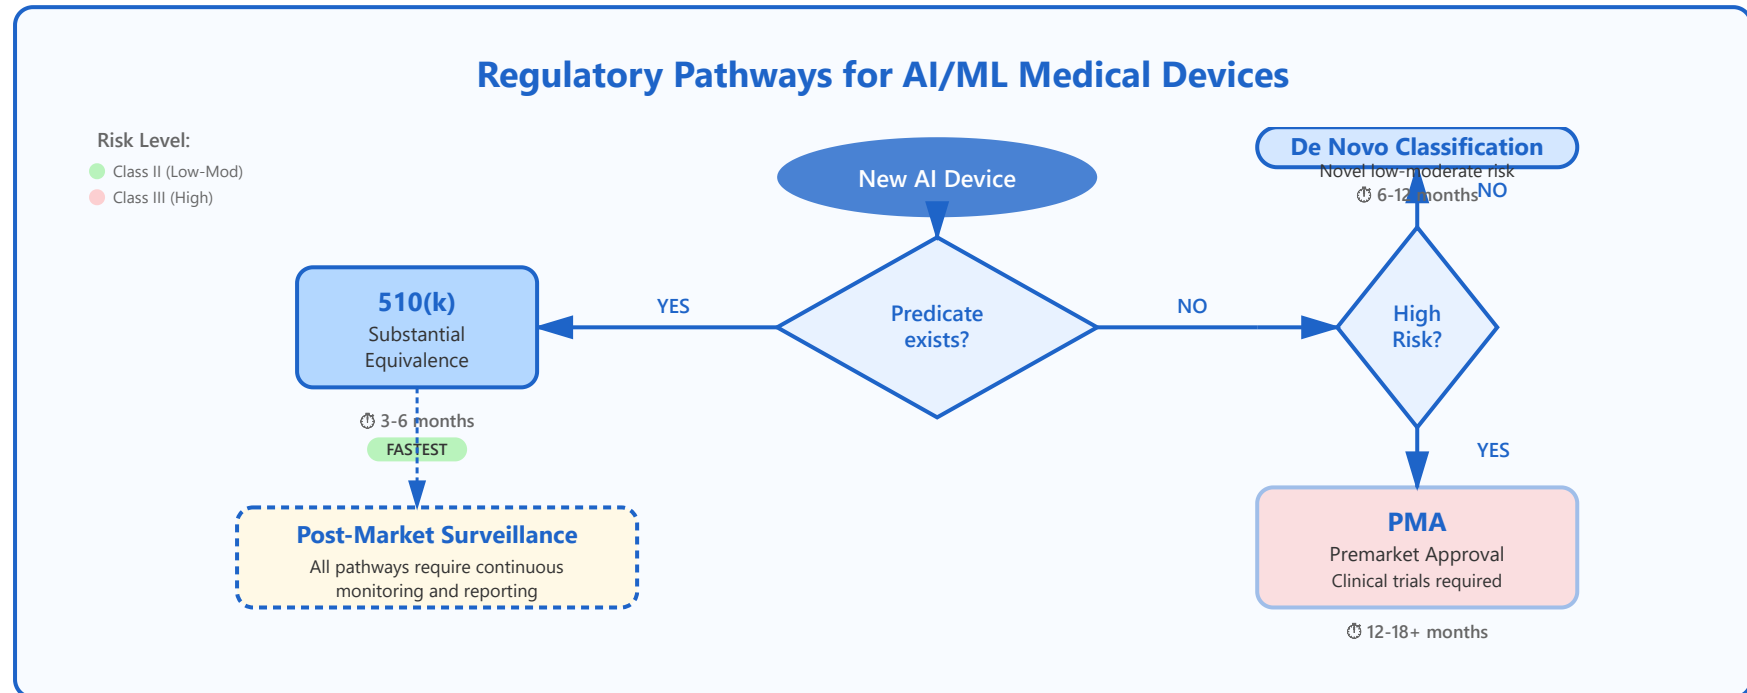 Regulatory Pathways for AI/ML Medical Devices
Risk Level:
Class II (Low-Mod)
Class III (High)
New AI Device
De Novo Classification
Novel low-moderate risk
⏱ 6-12 months
NO
510(k)
Substantial
Equivalence
YES
Predicate
exists?
NO
High
Risk?
⏱ 3-6 months
FASTEST
YES
Post-Market Surveillance
All pathways require continuous
monitoring and reporting
PMA
Premarket Approval
Clinical trials required
⏱ 12-18+ months